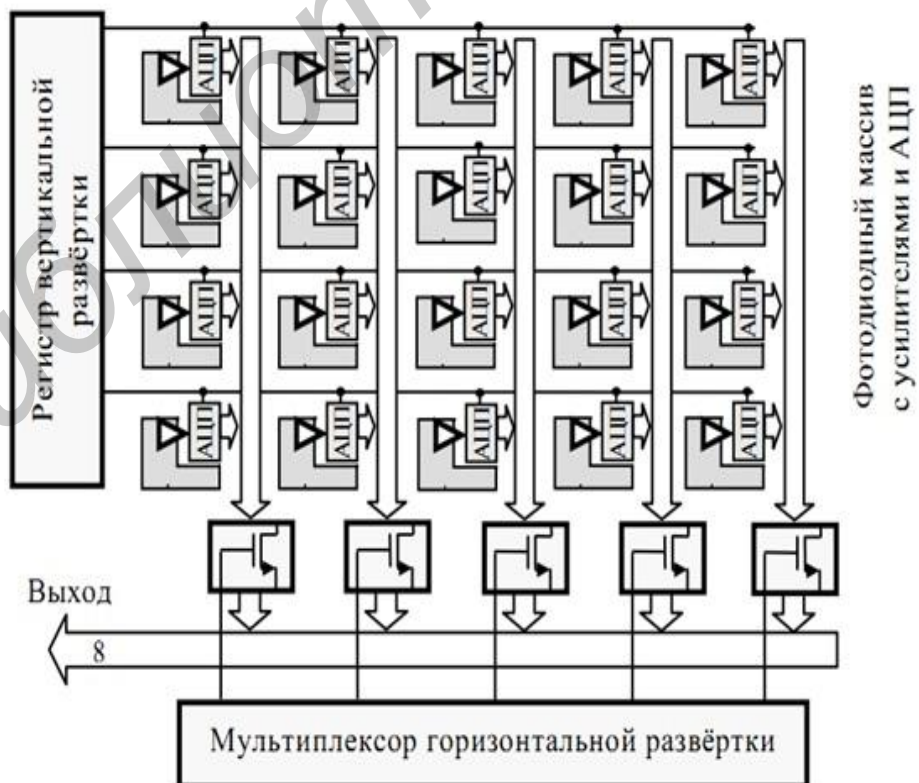 Регистр вертикальной
развёртки
АЦП АЦП АЦП АЦП АЦП
АЦП АЦП АЦП АЦП АЦП
АЦП АЦП АЦП АЦП АЦП
АЦП АЦП АЦП АЦП АЦП
Фотодиодный массив
с усилителями и АЦП
Выход
8
Мультиплексор горизонтальной развёртки